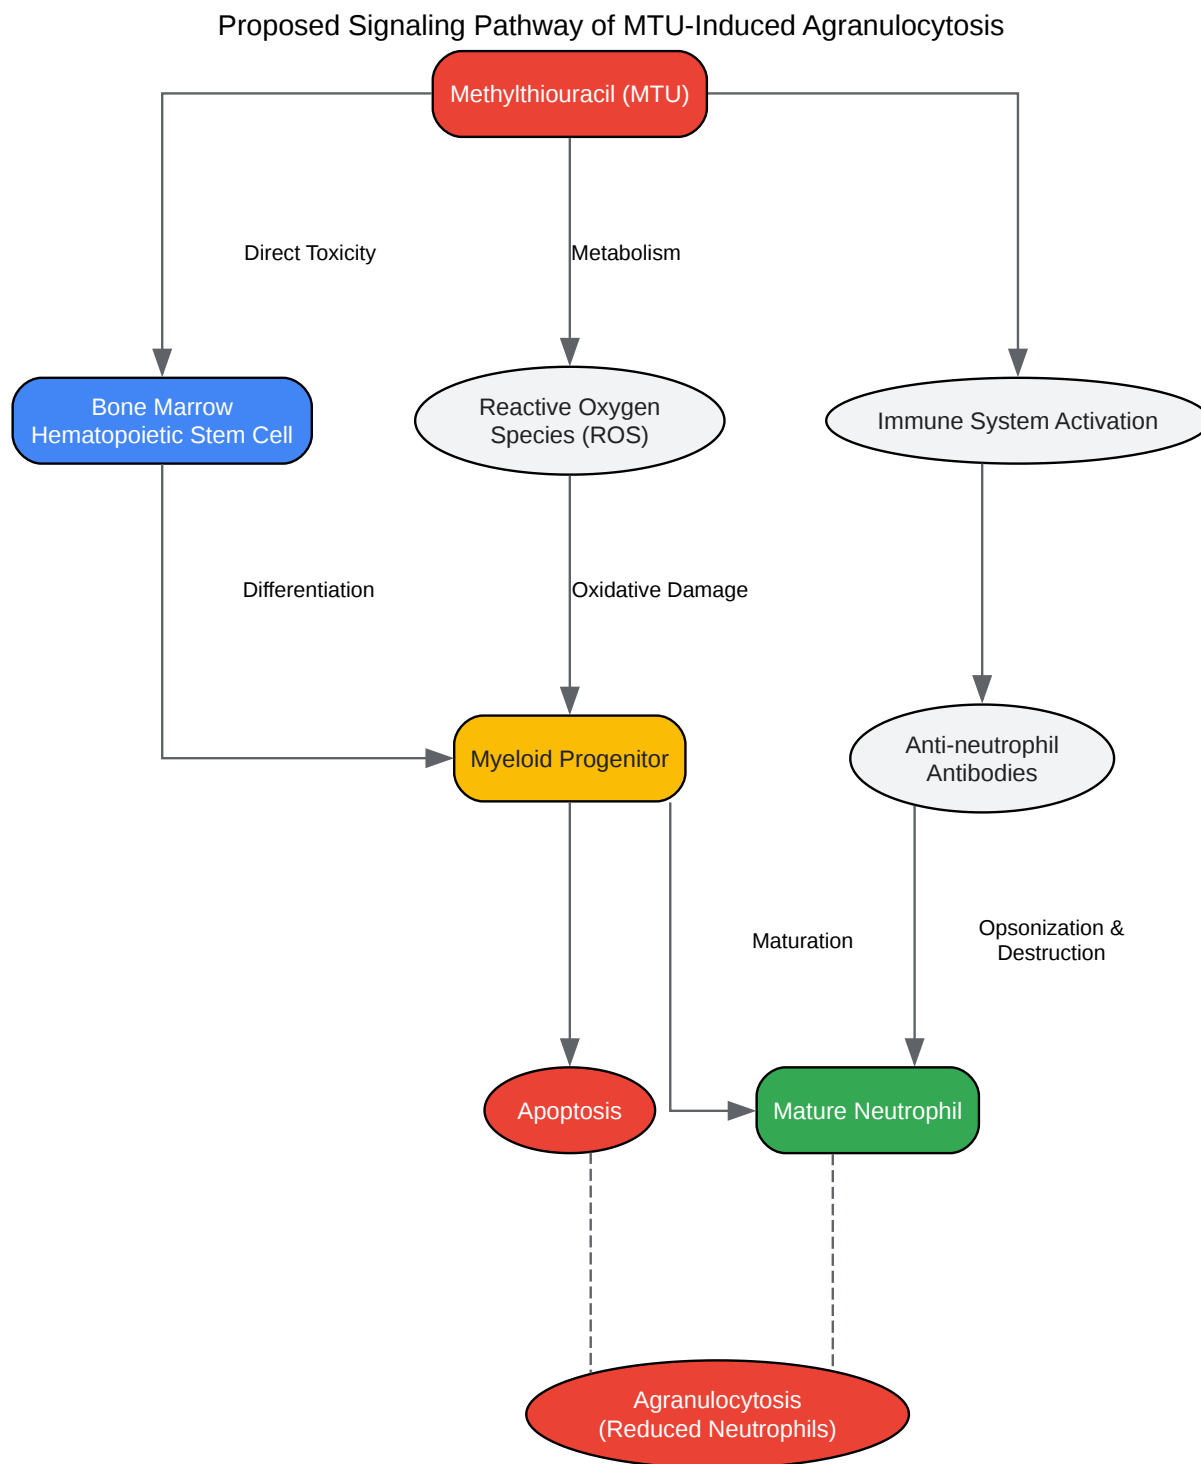 Proposed Signaling Pathway of MTU-Induced Agranulocytosis
Methylthiouracil (MTU)
Direct Toxicity
Metabolism
Bone Marrow
Hematopoietic Stem Cell
Reactive Oxygen
Species (ROS)
Immune System Activation
Differentiation
Oxidative Damage
Myeloid Progenitor
Anti-neutrophil
Antibodies
Maturation
Opsonization &
Destruction
Apoptosis
Mature Neutrophil
Agranulocytosis
(Reduced Neutrophils)